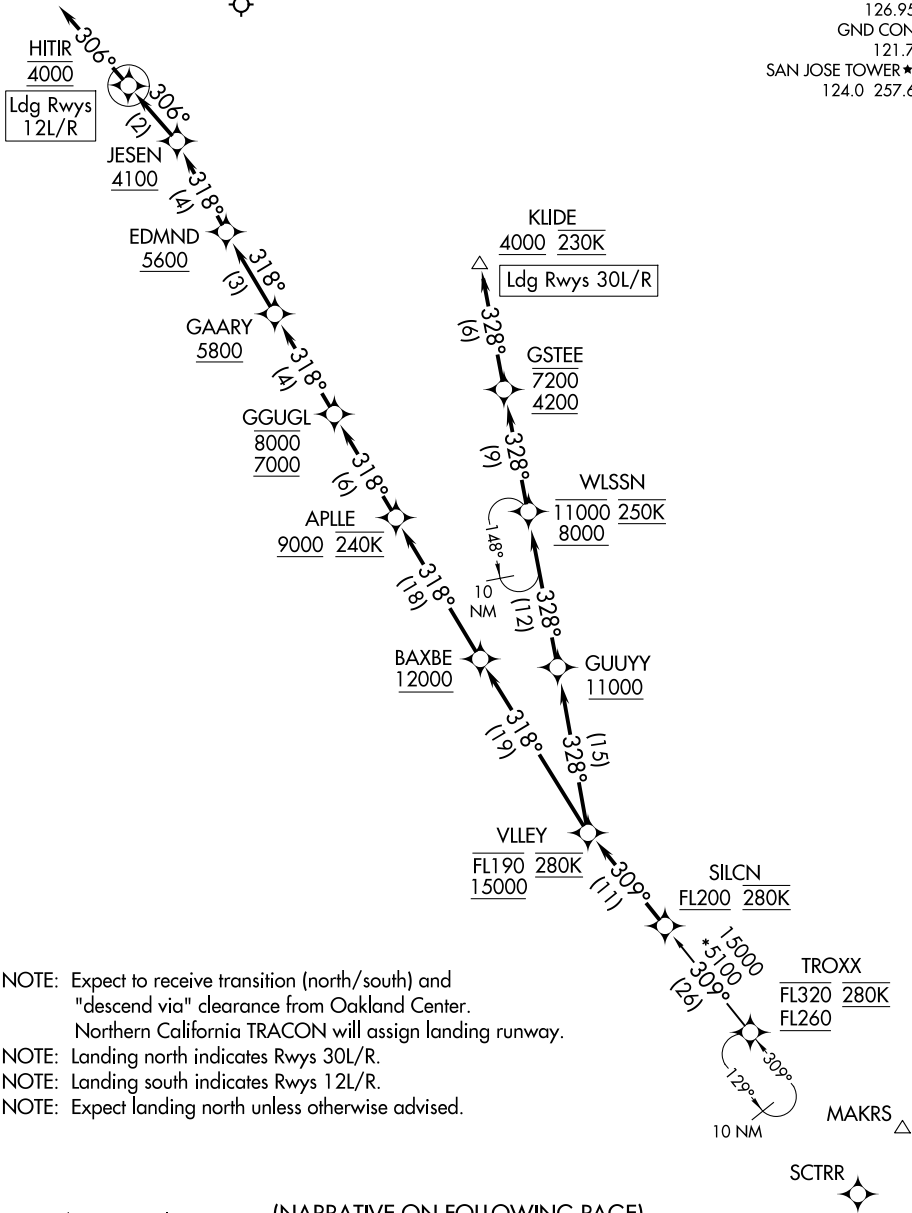 126.95
GND CON
121.7
SAN JOSE TOWER★
124.0 257.6
306°
HITIR
4000
Ldg Rwys
12L/R
306°
(2)
JESEN
4100
318°
(4)
EDMND
5600
318°
(3)
GAARY
5800
318°
(4)
GGUGL
8000
7000
318°
(6)
APLLE
9000 240K
318°
(18)
BAXBE
12000
318°
(19)
KLIDE
4000 230K
Ldg Rwys 30L/R
328°
(6)
GSTEE
7200
4200
328°
(9)
WLSSN
11000 250K
8000
148°
10
NM
328°
(12)
GUUYY
11000
328°
(15)
VLLEY
FL190 280K
15000
309°
(11)
SILCN
FL200 280K
15000
*5100
309°
(26)
TROXX
FL320 280K
FL260
309°
129°
10 NM
MAKRS
SCTRR
NOTE: Expect to receive transition (north/south) and
"descend via" clearance from Oakland Center.
Northern California TRACON will assign landing runway.
NOTE: Landing north indicates Rwys 30L/R.
NOTE: Landing south indicates Rwys 12L/R.
NOTE: Expect landing north unless otherwise advised.
(NARRATIVE ON FOLLOWING PAGE)